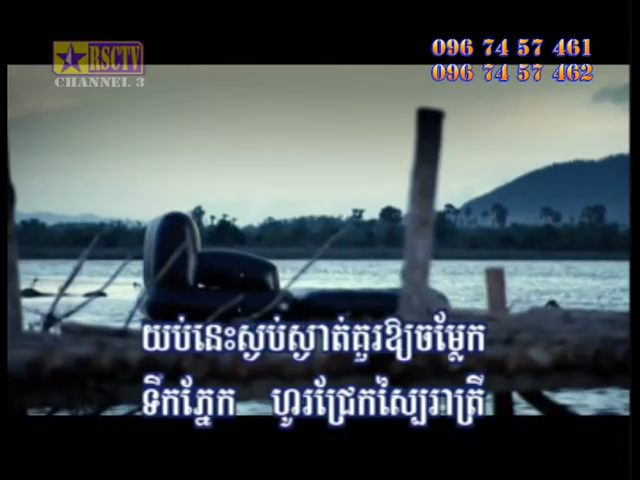 RSCTV
CHANNEL 3
096 74 57 461
096 74 57 462
យប់នេះស្ងប់ស្ងាត់គួរឱ្យចម្លែក
ទឹកភ្នែក ហូរជ្រែកស្បៃរាត្រី